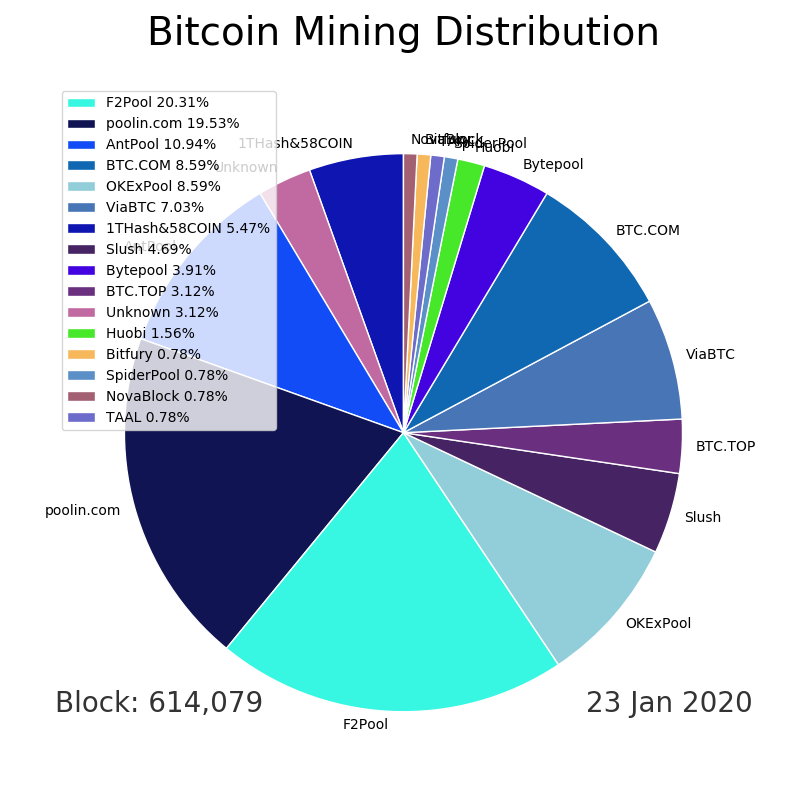 Bitcoin Mining Distribution
F2Pool 20.31%
poolin.com 19.53%
AntPool 10.94%
BTC.COM 8.59%
OKExPool 8.59%
ViaBTC 7.03%
1THash&58COIN 5.47%
Slush 4.69%
Bytepool 3.91%
BTC.TOP 3.12%
Unknown 3.12%
Huobi 1.56%
Bitfury 0.78%
SpiderPool 0.78%
NovaBlock 0.78%
TAAL 0.78%
1THash&58COIN
Unknown
AntPool
poolin.com
F2Pool
OKExPool
Slush
BTC.TOP
ViaBTC
BTC.COM
Bytepool
Huobi
SpiderPool
TAAL
Bitfury
NovaBlock
Block: 614,079
23 Jan 2020